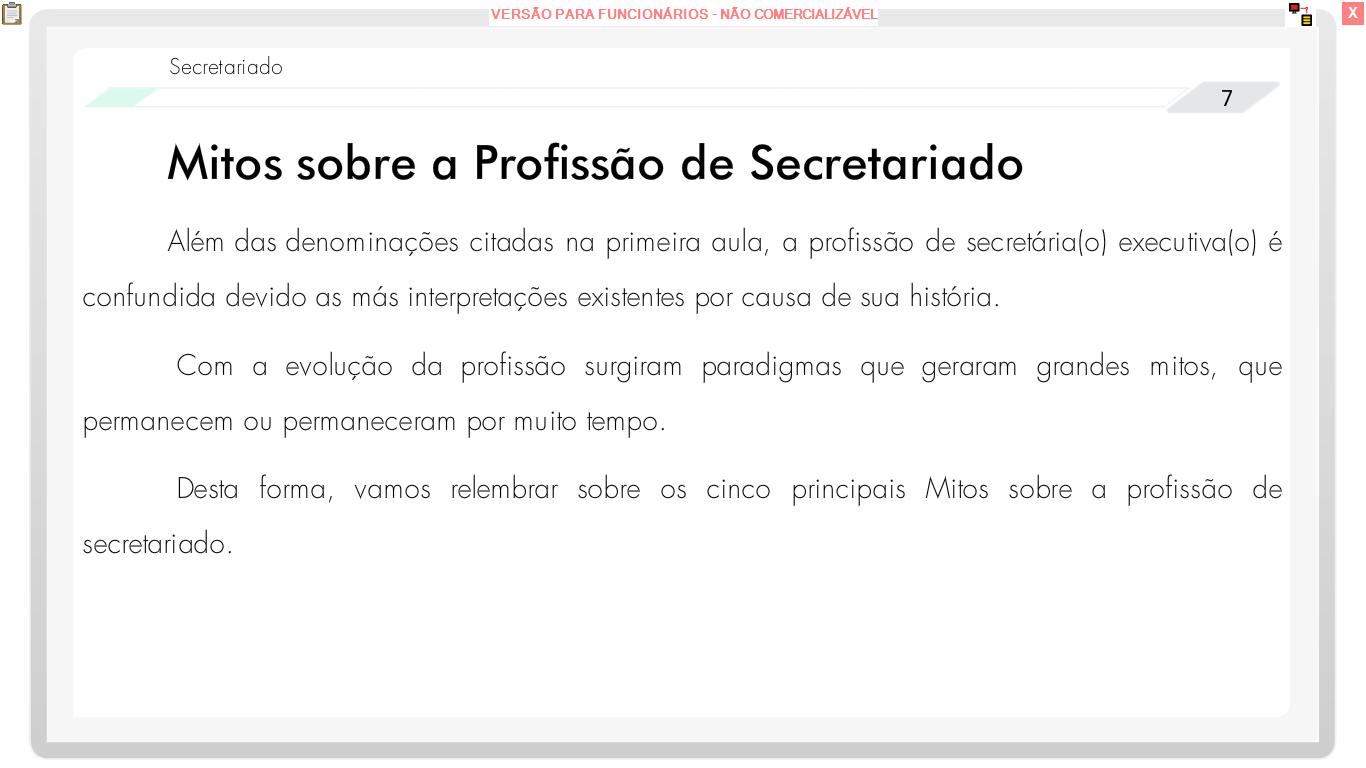 VERSÃO PARA FUNCIONÁRIOS - NÃO COMERCIALIZÁVEL
X
Secretariado
7
Mitos sobre a Profissão de Secretariado
Além das denominações citadas na primeira aula, a profissão de secretária(o) executiva(o) é
confundida devido as más interpretações existentes por causa de sua história.
Com a evolução da profissão surgiram paradigmas que geraram grandes mitos, que
permanecem ou permaneceram por muito tempo.
Desta forma, vamos relembrar sobre os cinco principais Mitos sobre a profissão de
secretariado.